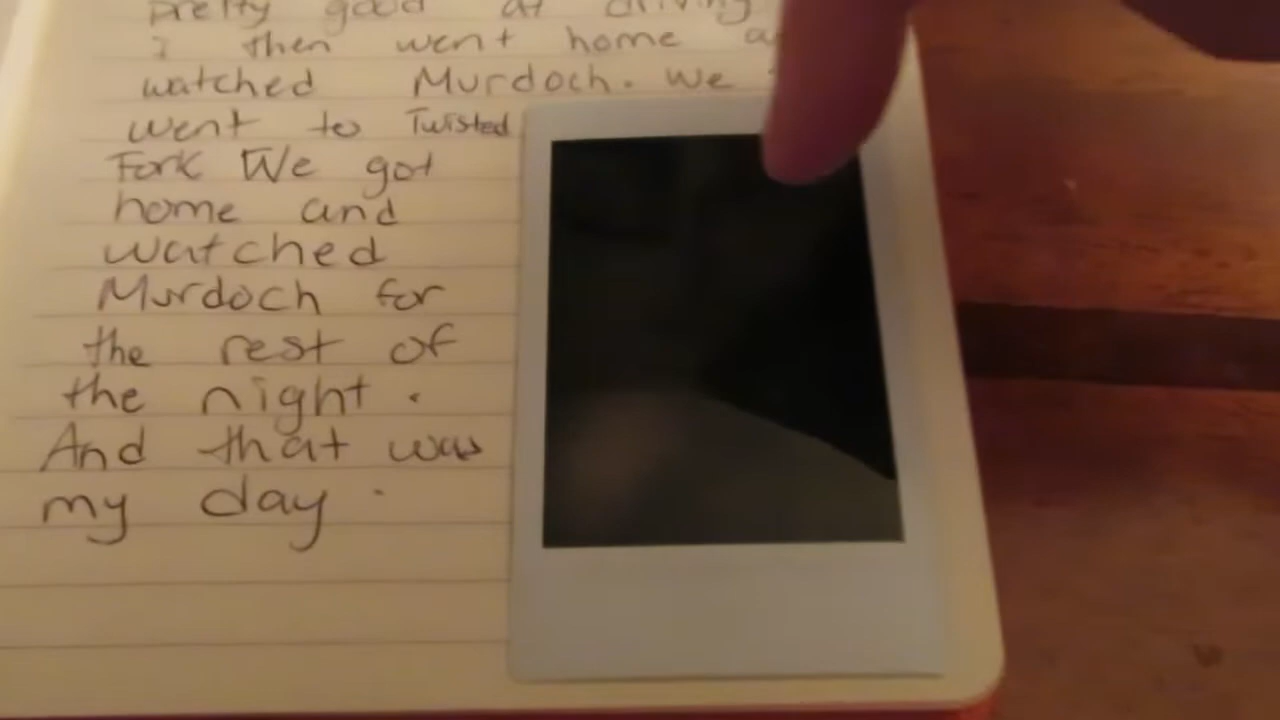 pretty good at driving
I then went home
watched Murdoch. We
went to Twisted
Fork We got
home and
watched
Murdoch for
the rest of
the night.
And that was
my day.